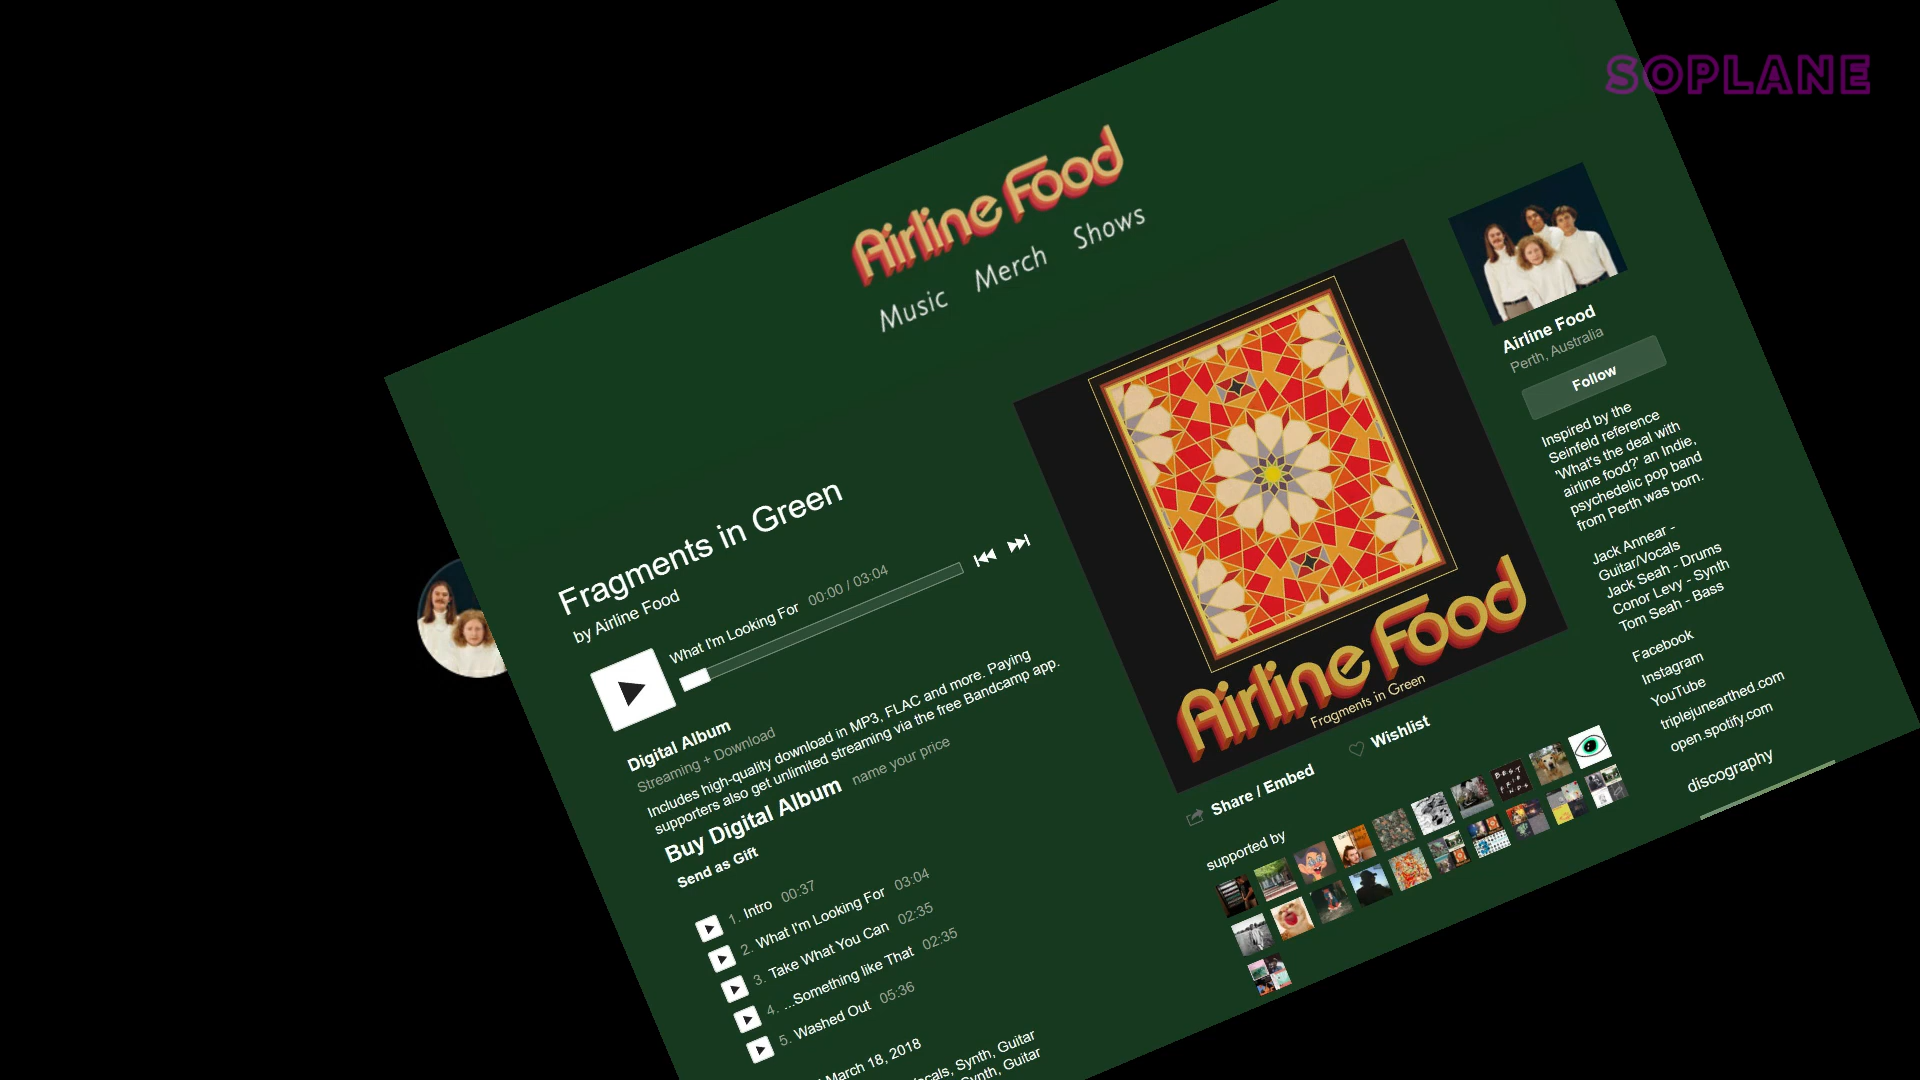 SOPLANE
Airline Food
Music Merch Shows
Fragments in Green
by Airline Food
What I'm Looking For 00:00 / 03:04
Digital Album
Streaming + Download
Includes high-quality download in MP3, FLAC and more. Paying
supporters also get unlimited streaming via the free Bandcamp app.
Buy Digital Album name your price
Send as Gift
1. Intro 00:37
2. What I'm Looking For 03:04
3. Take What You Can 02:35
4. ...Something like That 02:35
5. Washed Out 05:36
March 18, 2018
Synth, Guitar
Guitar
Airline Food
Fragments in Green
Share / Embed
Wishlist
supported by
BEST
Airline Food
Perth, Australia
Follow
Inspired by the
Seinfeld reference
'What's the deal with
airline food?' an Indie,
psychedelic pop band
from Perth was born.
Jack Annear -
Guitar/Vocals
Jack Seah - Drums
Conor Levy - Synth
Tom Seah - Bass
Facebook
Instagram
YouTube
triplejunearthed.com
open.spotify.com
discography